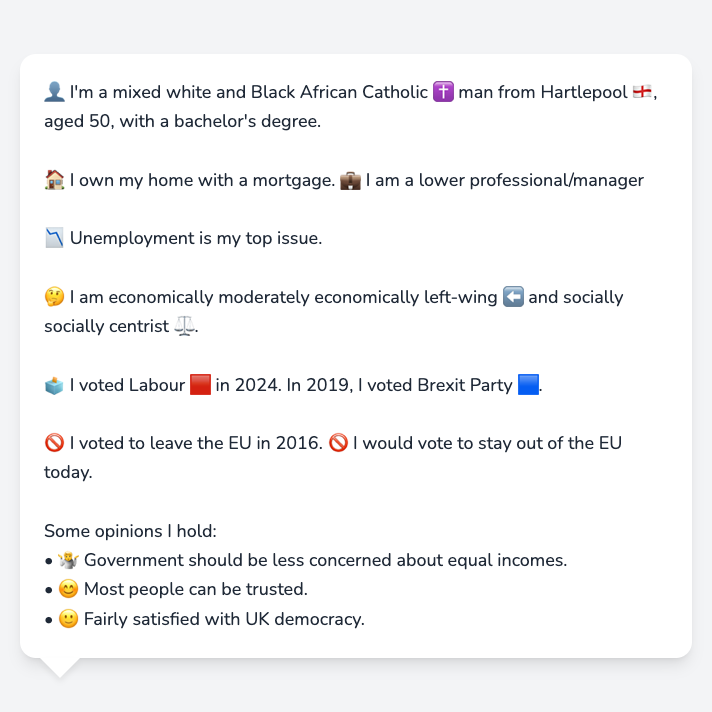 👤 I'm a mixed white and Black African Catholic ✝️ man from Hartlepool 🏴󠁧󠁢󠁥󠁮󠁧󠁿,
aged 50, with a bachelor's degree.
🏠 I own my home with a mortgage. 💼 I am a lower professional/manager
📉 Unemployment is my top issue.
🤔 I am economically moderately economically left-wing ⬅️ and socially
socially centrist ⚖️.
🗳️ I voted Labour 🟥 in 2024. In 2019, I voted Brexit Party 🟦.
🚫 I voted to leave the EU in 2016. 🚫 I would vote to stay out of the EU
today.
Some opinions I hold:
• 🤷 Government should be less concerned about equal incomes.
• 😊 Most people can be trusted.
• 🙂 Fairly satisfied with UK democracy.